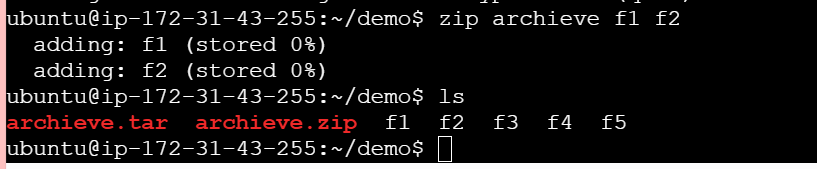 ubuntu@ip-172-31-43-255:~/demo$ zip archieve f1 f2
  adding: f1 (stored 0%)
  adding: f2 (stored 0%)
ubuntu@ip-172-31-43-255:~/demo$ ls
archieve.tar  archieve.zip  f1  f2  f3  f4  f5
ubuntu@ip-172-31-43-255:~/demo$